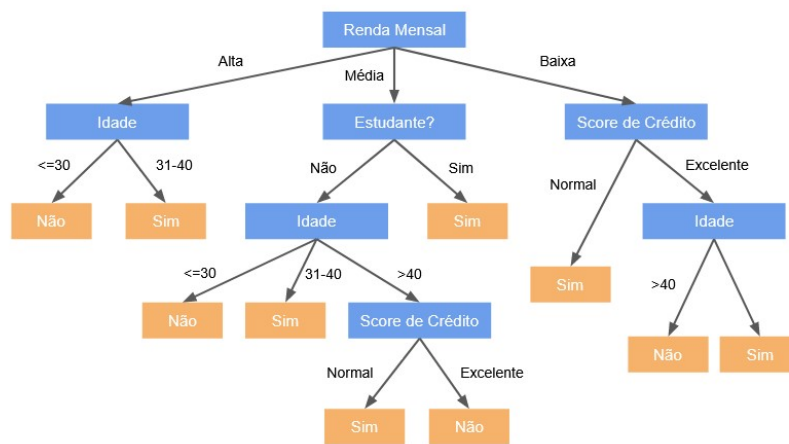 Renda Mensal
Alta
Média
Baixa
Idade
Estudante?
Score de Crédito
<=30
31-40
Não
Sim
Normal
Excelente
Não
Sim
Idade
Sim
Idade
<=30
31-40
>40
Sim
>40
Não
Sim
Score de Crédito
Não
Sim
Normal
Excelente
Sim
Não